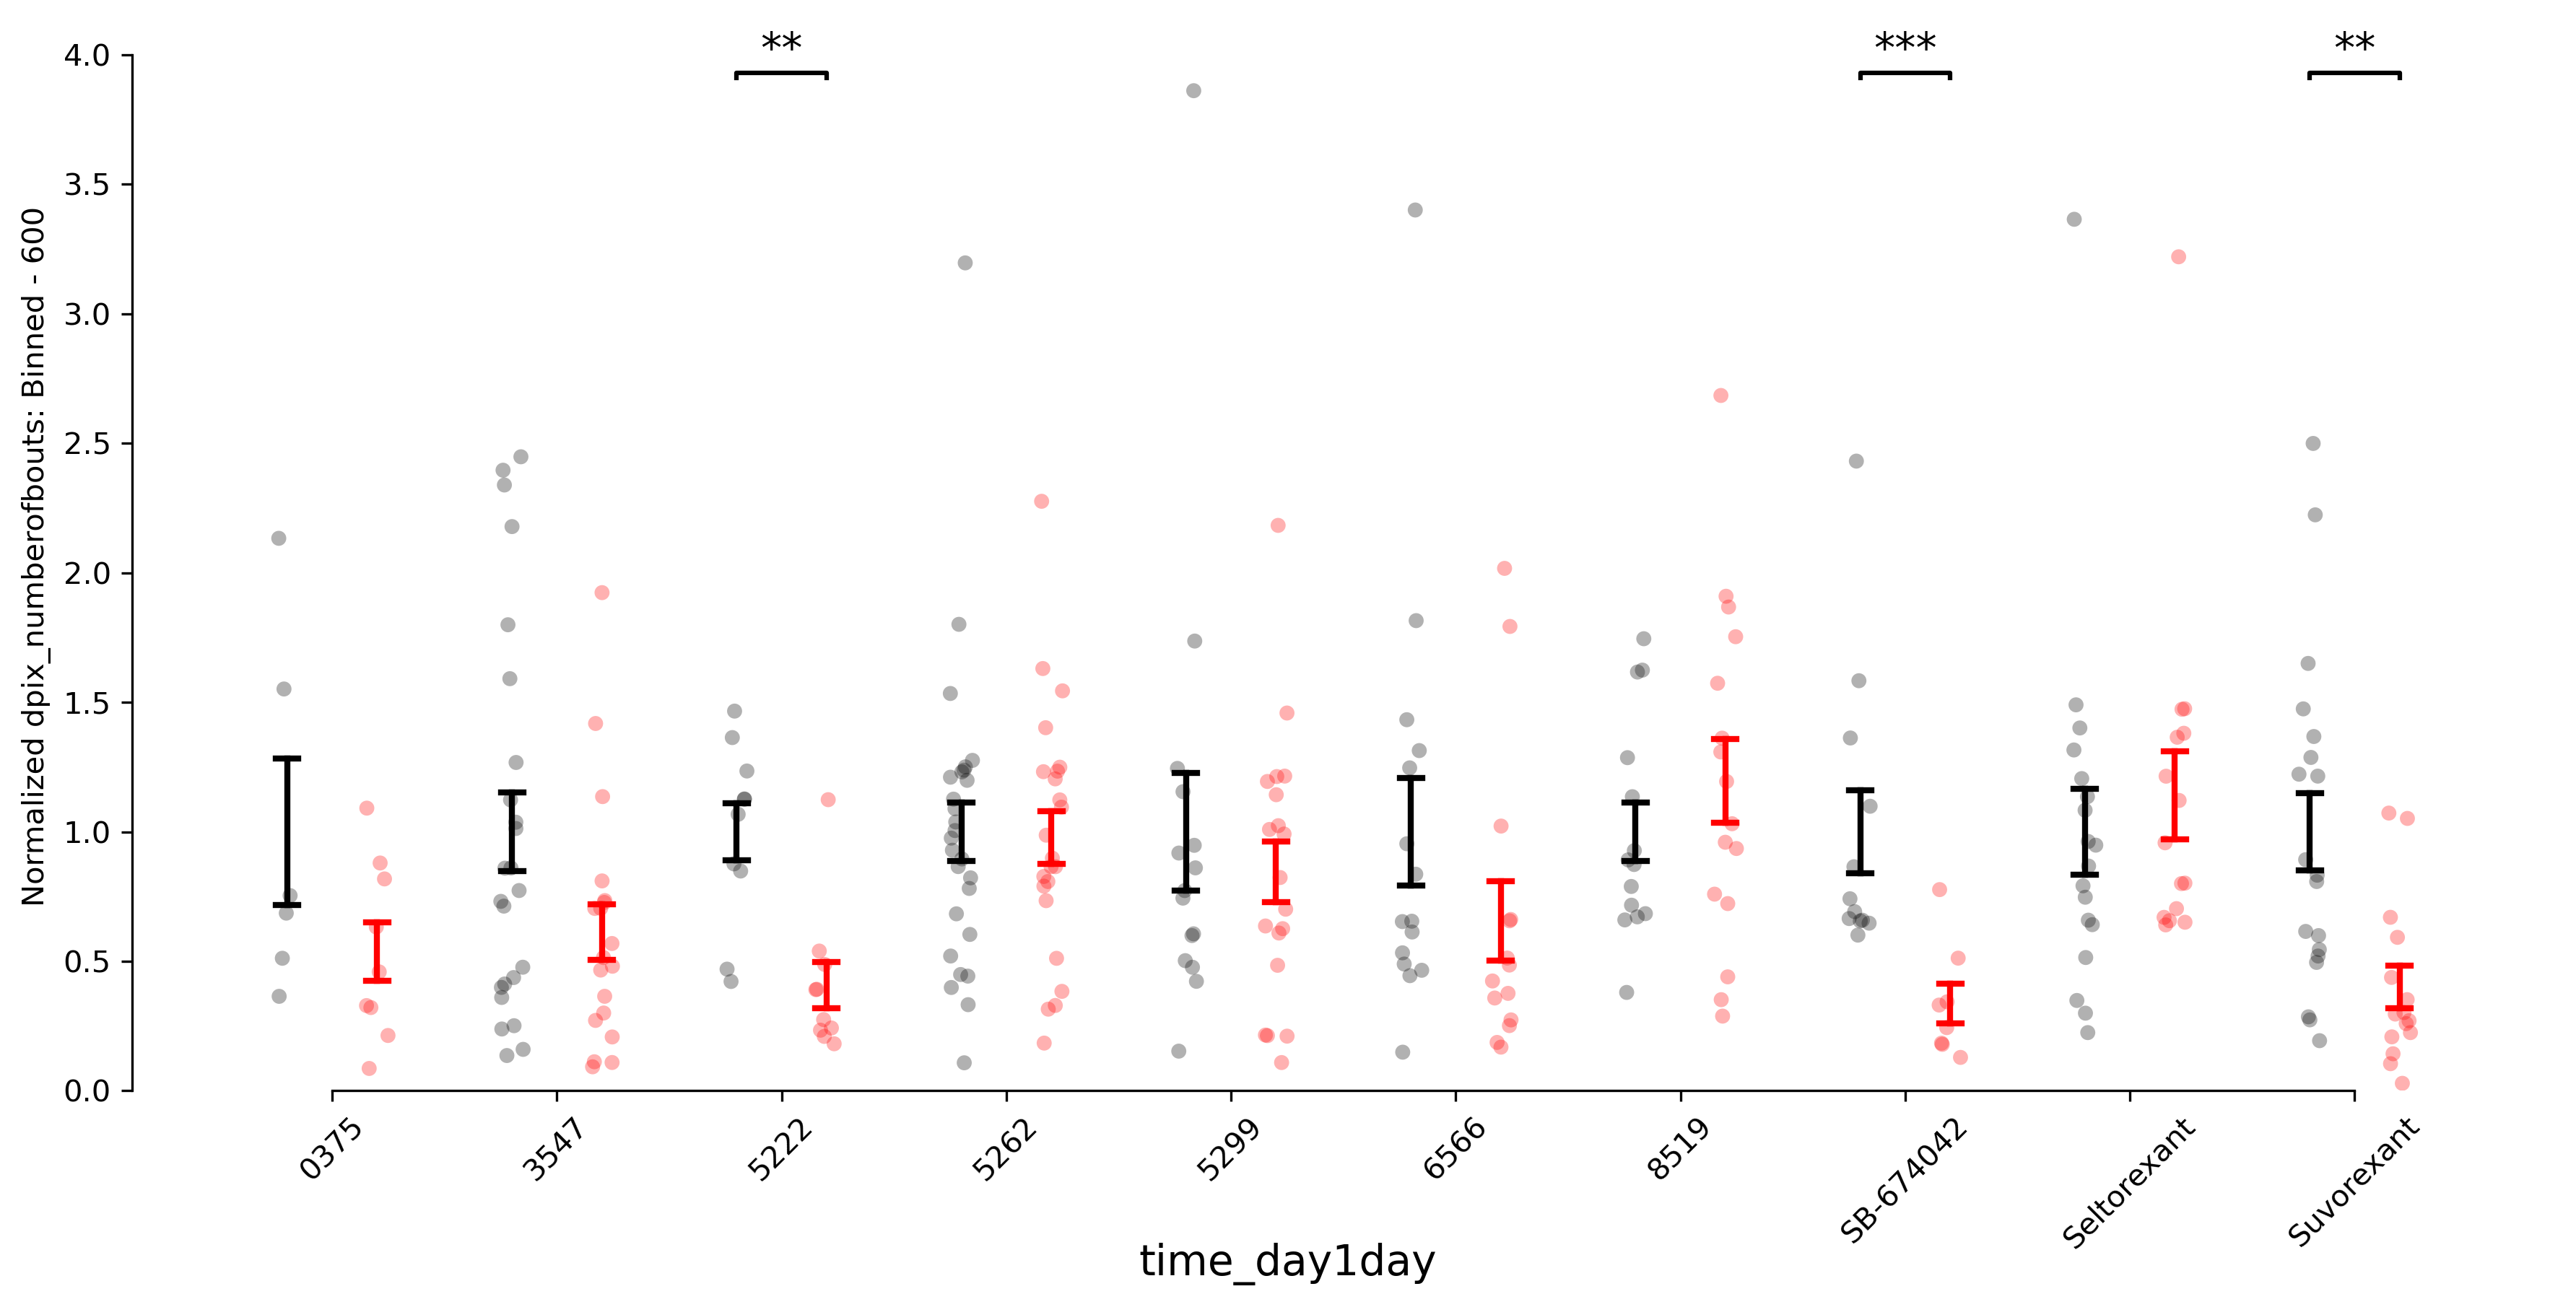 ** *** **
4.0
3.5
3.0
2.5
2.0
1.5
1.0
0.5
0.0
Normalized dpix_numberofbouts: Binned - 600
0375 3547 5222 5262 5299 6566 8519 SB-674042 Seltorexant Suvorexant
time_day1day